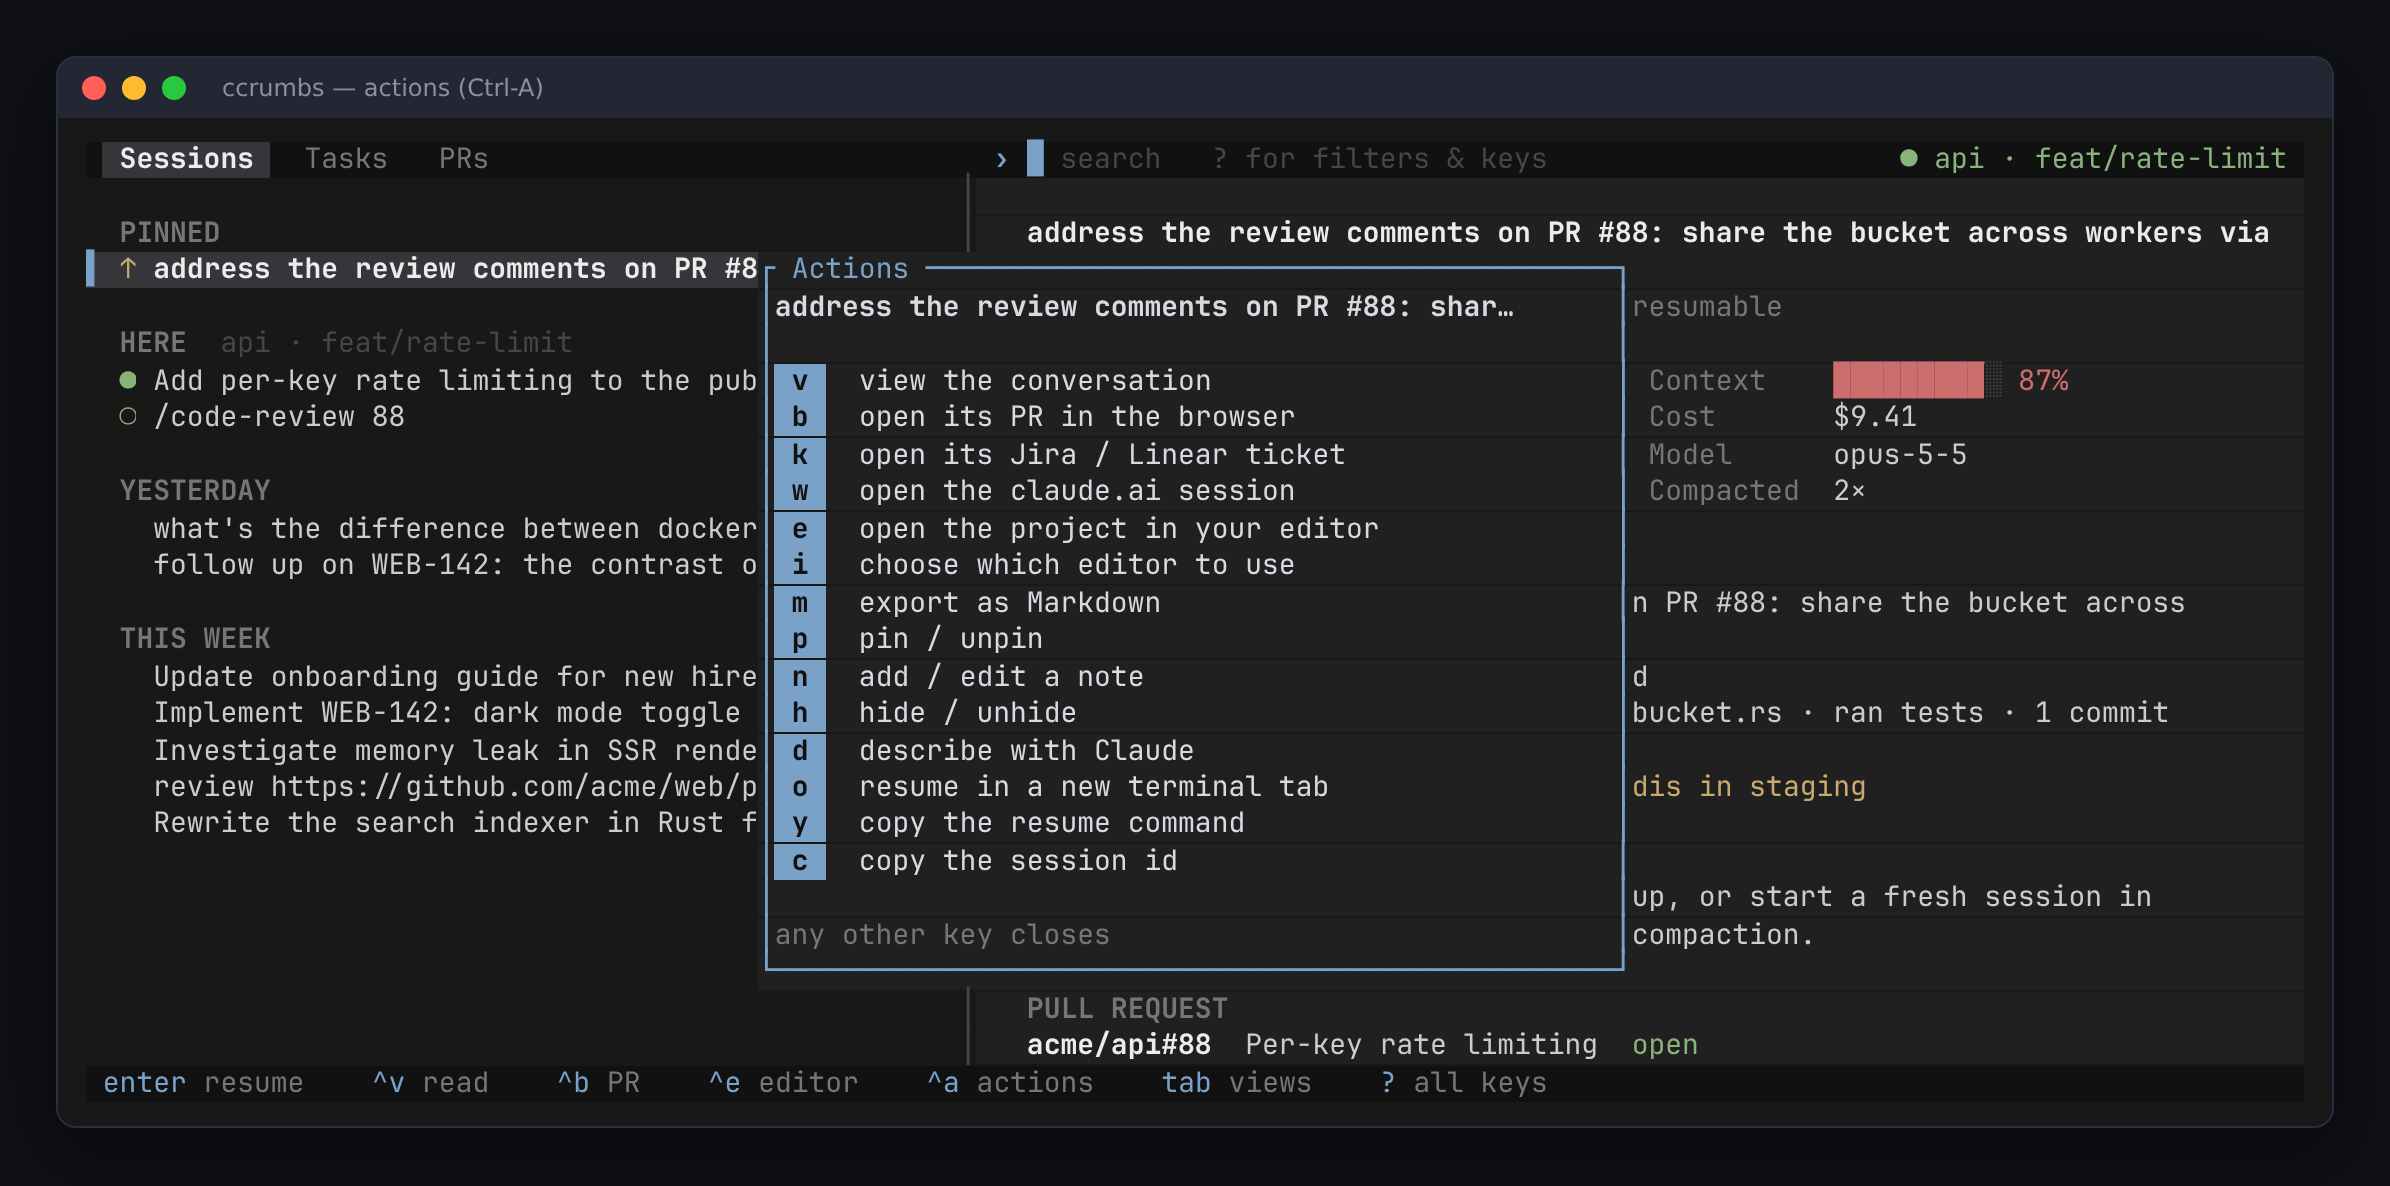 ccrumbs — actions (Ctrl-A)
Sessions Tasks PRs › search ? for filters & keys ● api · feat/rate-limit
PINNED
address the review comments on PR #88: share the bucket across workers via
↑ address the review comments on PR #8
Actions
address the review comments on PR #88: shar…
resumable
HERE api · feat/rate-limit
● Add per-key rate limiting to the pub
v view the conversation
Context 87%
○ /code-review 88
b open its PR in the browser
Cost $9.41
k open its Jira / Linear ticket
Model opus-5-5
YESTERDAY
w open the claude.ai session
Compacted 2×
what's the difference between docker
e open the project in your editor
follow up on WEB-142: the contrast o
i choose which editor to use
m export as Markdown
n PR #88: share the bucket across
THIS WEEK
p pin / unpin
Update onboarding guide for new hire
n add / edit a note
d
Implement WEB-142: dark mode toggle
h hide / unhide
bucket.rs · ran tests · 1 commit
Investigate memory leak in SSR rende
d describe with Claude
review https://github.com/acme/web/p
o resume in a new terminal tab
dis in staging
Rewrite the search indexer in Rust f
y copy the resume command
c copy the session id
up, or start a fresh session in
any other key closes
compaction.
PULL REQUEST
acme/api#88 Per-key rate limiting open
enter resume ^v read ^b PR ^e editor ^a actions tab views ? all keys